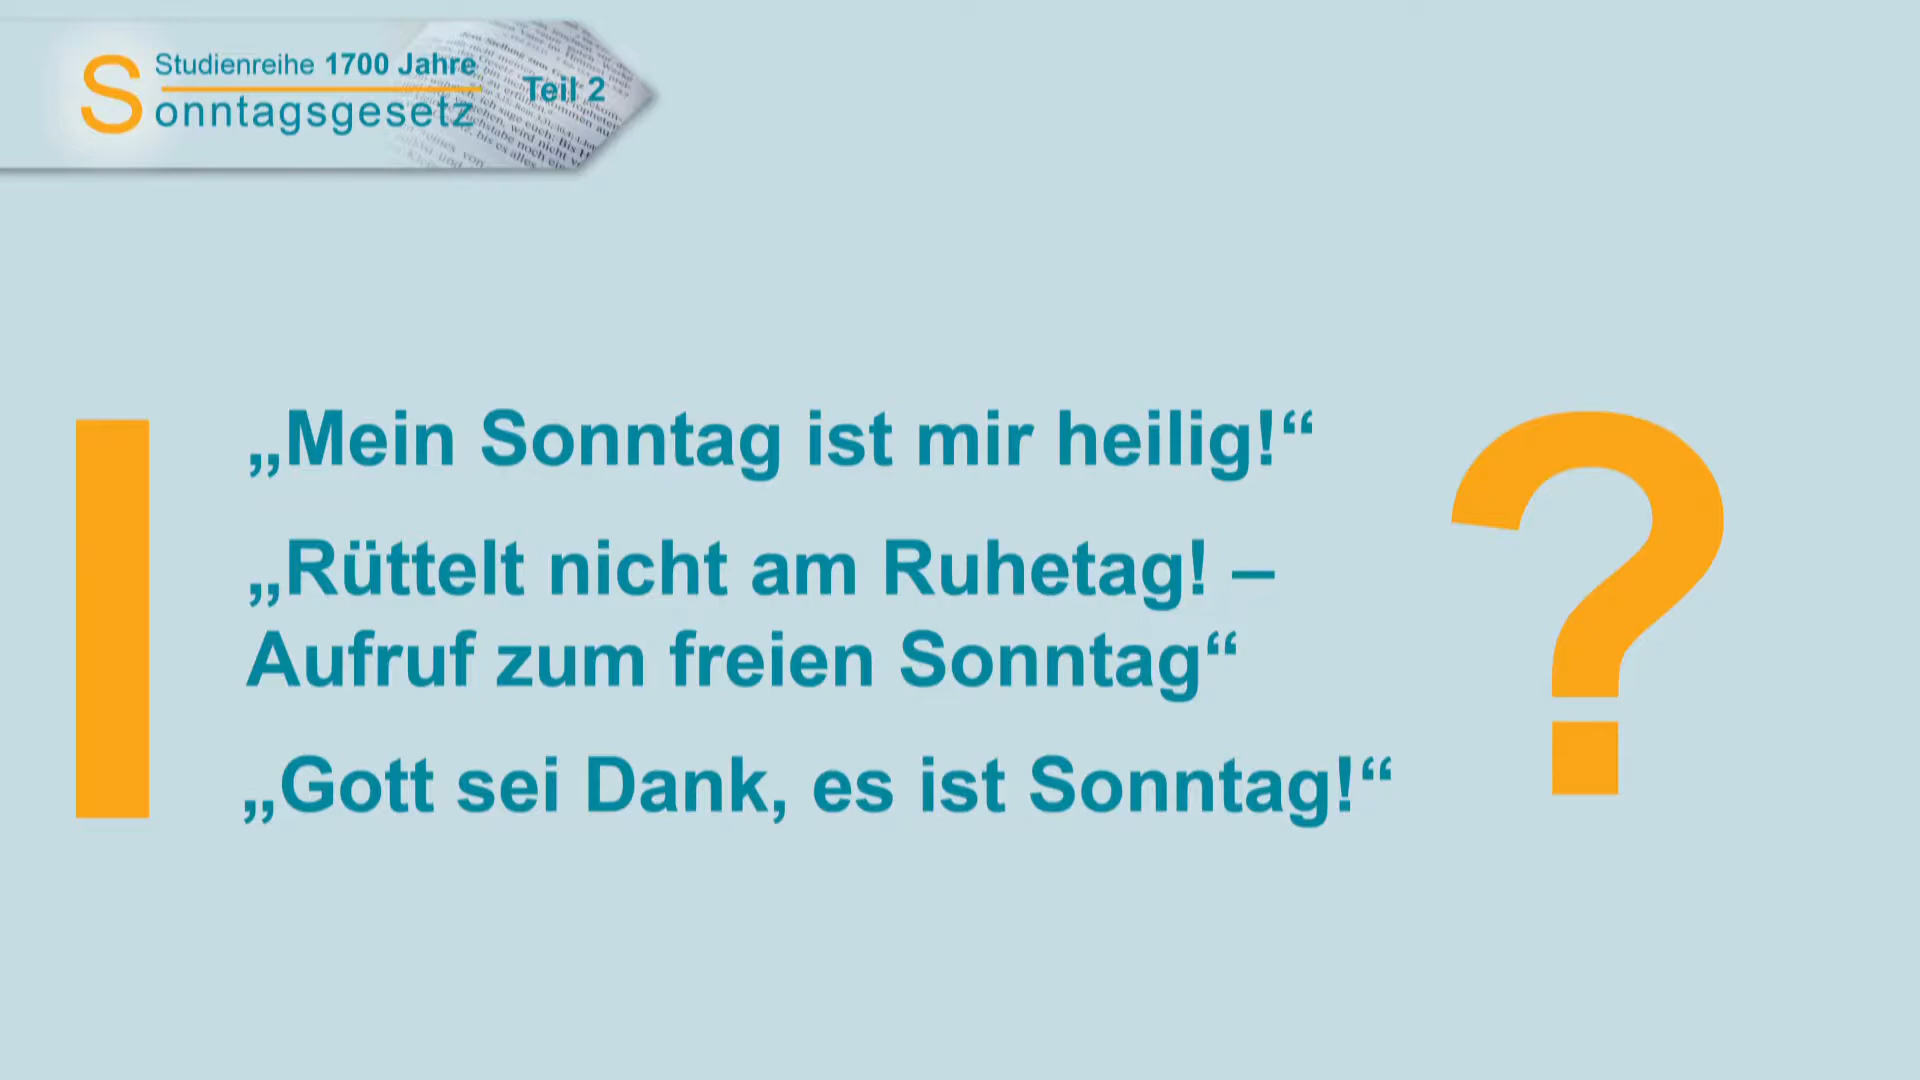 Studienreihe 1700 Jahre
Sonntagsgesetz
Teil 2
„Mein Sonntag ist mir heilig!“
„Rüttelt nicht am Ruhetag! –
Aufruf zum freien Sonntag“
„Gott sei Dank, es ist Sonntag!“
?